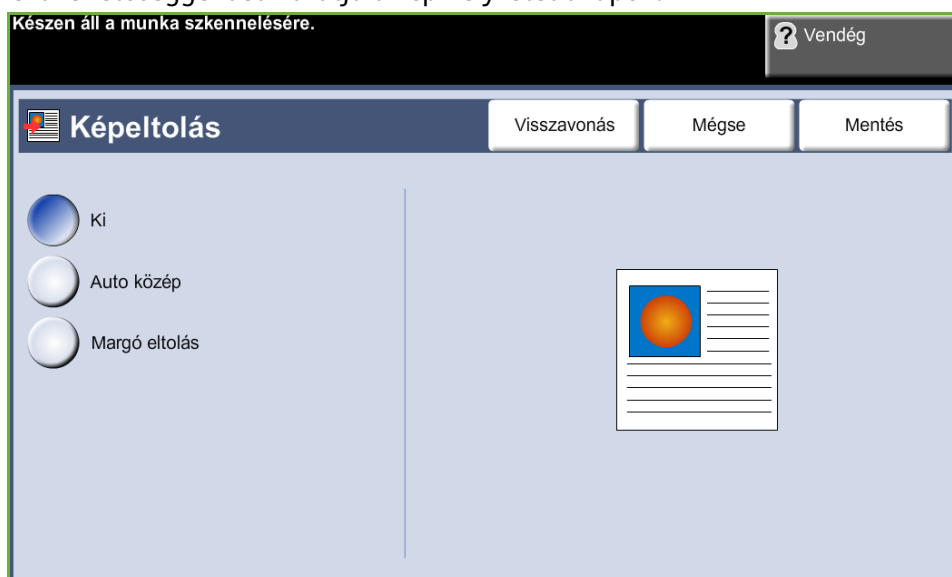 Készen áll a munka szkennelésére.
Vendég
Képeltolás
Visszavonás
Mégse
Mentés
Ki
Auto közép
Margó eltolás